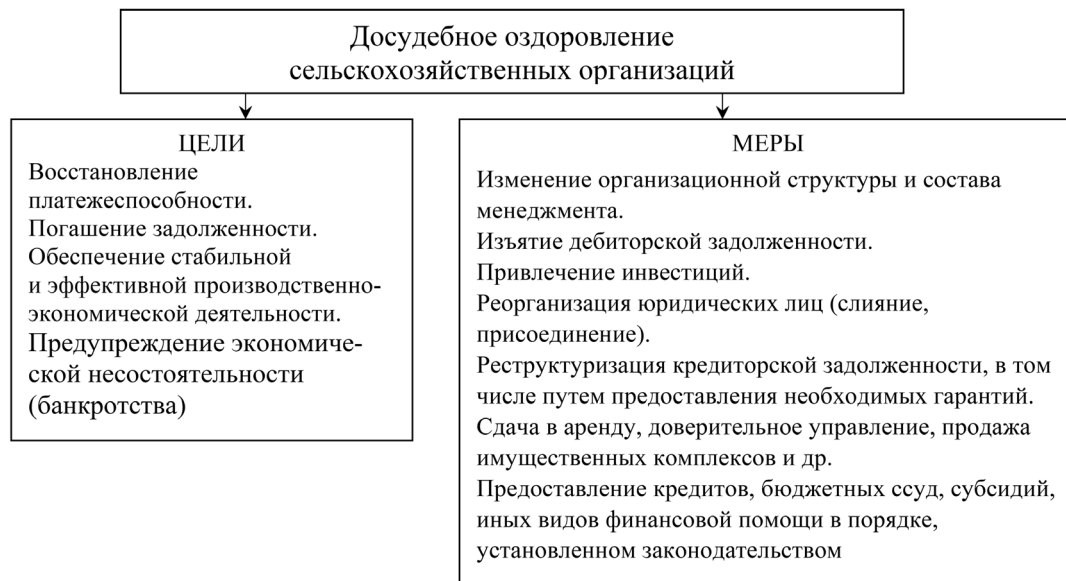 Досудебное оздоровление
сельскохозяйственных организаций
ЦЕЛИ
Восстановление
платежеспособности.
Погашение задолженности.
Обеспечение стабильной
и эффективной производственно-
экономической деятельности.
Предупреждение экономиче-
ской несостоятельности
(банкротства)
МЕРЫ
Изменение организационной структуры и состава
менеджмента.
Изъятие дебиторской задолженности.
Привлечение инвестиций.
Реорганизация юридических лиц (слияние,
присоединение).
Реструктуризация кредиторской задолженности, в том
числе путем предоставления необходимых гарантий.
Сдача в аренду, доверительное управление, продажа
имущественных комплексов и др.
Предоставление кредитов, бюджетных ссуд, субсидий,
иных видов финансовой помощи в порядке,
установленном законодательством